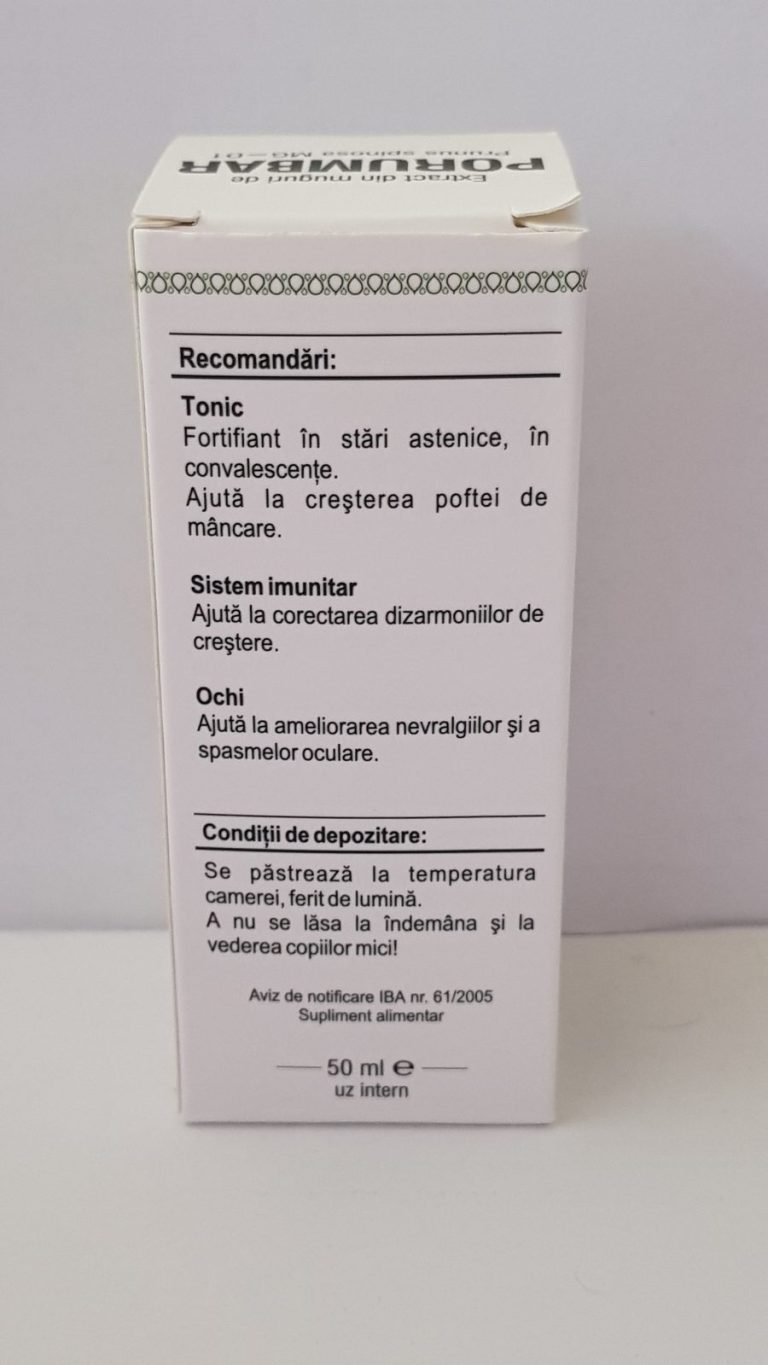 Extract din muguri de
PORUMBAR
Prunus spinosa MG=01
Recomandări:
Tonic
Fortifiant în stări astenice, în
convalescențe.
Ajută la creşterea poftei de
mâncare.
Sistem imunitar
Ajută la corectarea dizarmoniilor de
creştere.
Ochi
Ajută la ameliorarea nevralgiilor şi a
spasmelor oculare.
Condiții de depozitare:
Se păstrează la temperatura
camerei, ferit de lumină.
A nu se lăsa la îndemâna şi la
vederea copiilor mici!
Aviz de notificare IBA nr. 61/2005
Supliment alimentar
50 ml e
uz intern